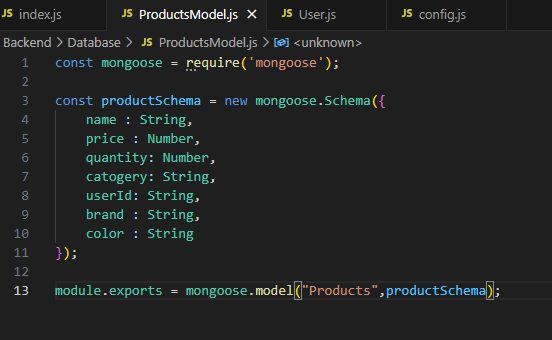 JS index.js JS ProductsModel.js × JS User.js JS config.js
Backend > Database > JS ProductsModel.js > <unknown>
1 const mongoose = require('mongoose');
2
3 const productSchema = new mongoose.Schema({
4 name : String,
5 price : Number,
6 quantity: Number,
7 catogery: String,
8 userId: String,
9 brand : String,
10 color : String
11 });
12
13 module.exports = mongoose.model("Products",productSchema);